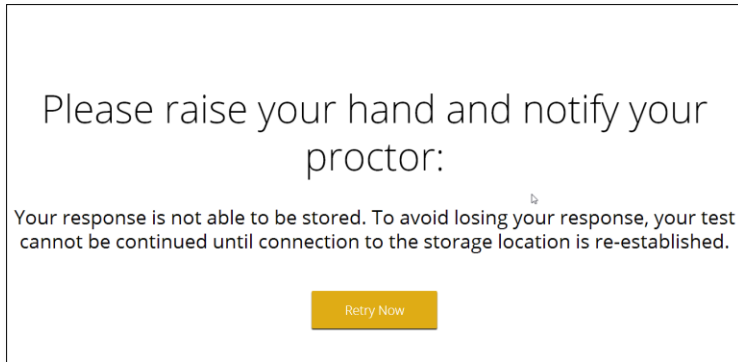 Please raise your hand and notify your
proctor:
Your response is not able to be stored. To avoid losing your response, your test
cannot be continued until connection to the storage location is re-established.
Retry Now